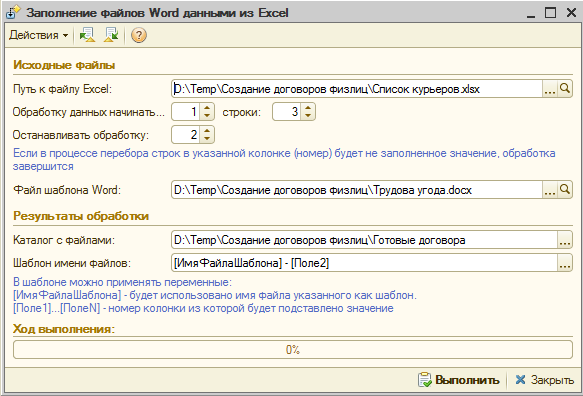 Заполнение файлов Word данными из Excel
Действия
Исходные файлы
Путь к файлу Excel: D:\Temp\Создание договоров физлиц\Список курьеров.xlsx ...
Обработку данных начинать... 1 строки: 3
Останавливать обработку: 2
Если в процессе перебора строк в указанной колонке (номер) будет не заполненное значение, обработка
завершится
Файл шаблона Word: D:\Temp\Создание договоров физлиц\Трудова угода.docx ...
Результаты обработки
Каталог с файлами: D:\Temp\Создание договоров физлиц\Готовые договора ...
Шаблон имени файлов: [ИмяФайлаШаблона] - [Поле2] ...
В шаблоне можно применять переменные:
[ИмяФайлаШаблона] - будет использовано имя файла указанного как шаблон.
[Поле1]...[ПолеN] - номер колонки из которой будет подставлено значение
Ход выполнения:
0%
Выполнить Закрыть